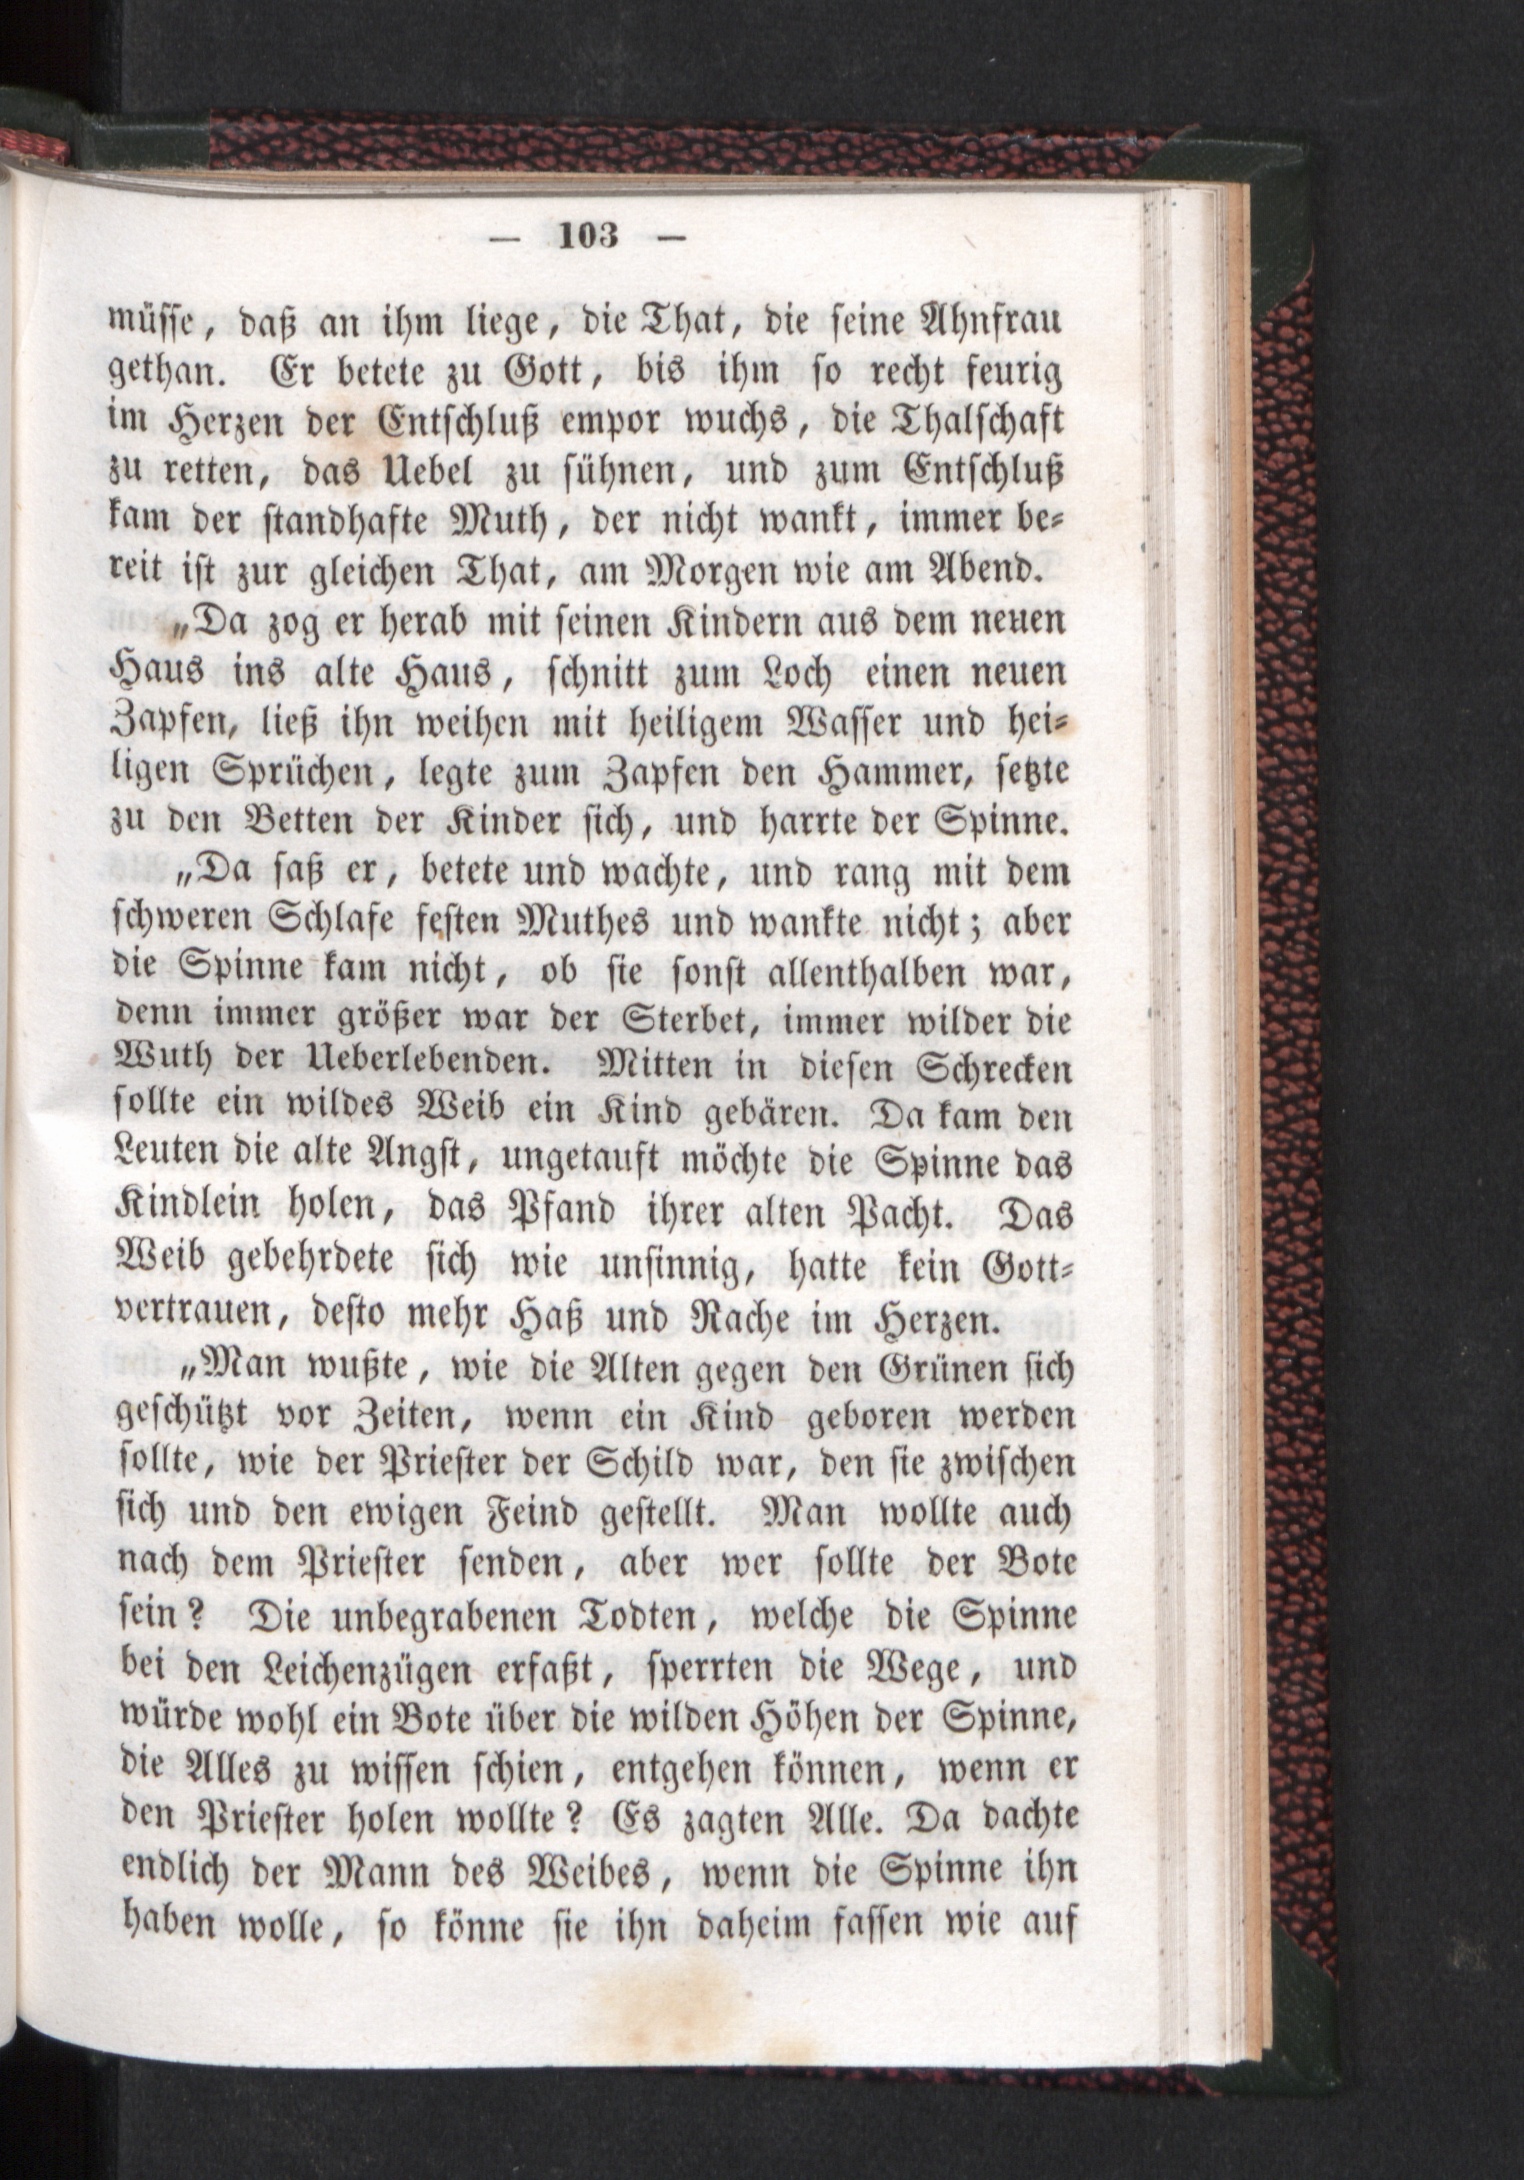 — 103 —
müsse, daß an ihm liege, die That, die seine Ahnfrau
gethan. Er betete zu Gott, bis ihm so recht feurig
im Herzen der Entschluß empor wuchs, die Thalschaft
zu retten, das Uebel zu sühnen, und zum Entschluß
kam der standhafte Muth, der nicht wankt, immer be⸗
reit ist zur gleichen That, am Morgen wie am Abend.
„Da zog er herab mit seinen Kindern aus dem neuen
Haus ins alte Haus, schnitt zum Loch einen neuen
Zapfen, ließ ihn weihen mit heiligem Wasser und hei⸗
ligen Sprüchen, legte zum Zapfen den Hammer, setzte
zu den Betten der Kinder sich, und harrte der Spinne.
„Da saß er, betete und wachte, und rang mit dem
schweren Schlafe festen Muthes und wankte nicht; aber
die Spinne kam nicht, ob sie sonst allenthalben war,
denn immer größer war der Sterbet, immer wilder die
Wuth der Ueberlebenden. Mitten in diesen Schrecken
sollte ein wildes Weib ein Kind gebären. Da kam den
Leuten die alte Angst, ungetauft möchte die Spinne das
Kindlein holen, das Pfand ihrer alten Pacht. Das
Weib gebehrdete sich wie unsinnig, hatte kein Gott⸗
vertrauen, desto mehr Haß und Rache im Herzen.
„Man wußte, wie die Alten gegen den Grünen sich
geschützt vor Zeiten, wenn ein Kind geboren werden
sollte, wie der Priester der Schild war, den sie zwischen
sich und den ewigen Feind gestellt. Man wollte auch
nach dem Priester senden, aber wer sollte der Bote
sein? Die unbegrabenen Todten, welche die Spinne
bei den Leichenzügen erfaßt, sperrten die Wege, und
würde wohl ein Bote über die wilden Höhen der Spinne,
die Alles zu wissen schien, entgehen können, wenn er
den Priester holen wollte? Es zagten Alle. Da dachte
endlich der Mann des Weibes, wenn die Spinne ihn
haben wolle, so könne sie ihn daheim fassen wie auf